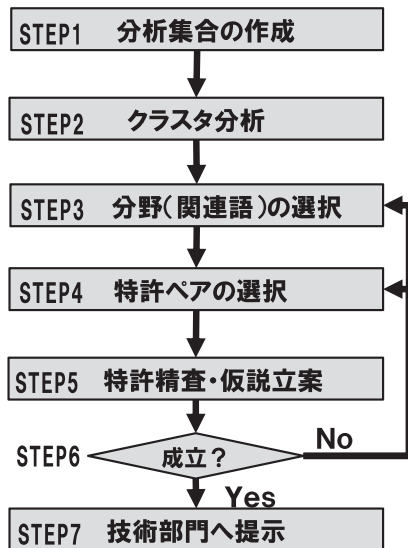 STEP1 分析集合の作成
STEP2 クラスタ分析
STEP3 分野(関連語)の選択
STEP4 特許ペアの選択
STEP5 特許精査・仮説立案
STEP6 成立? No
Yes
STEP7 技術部門へ提示